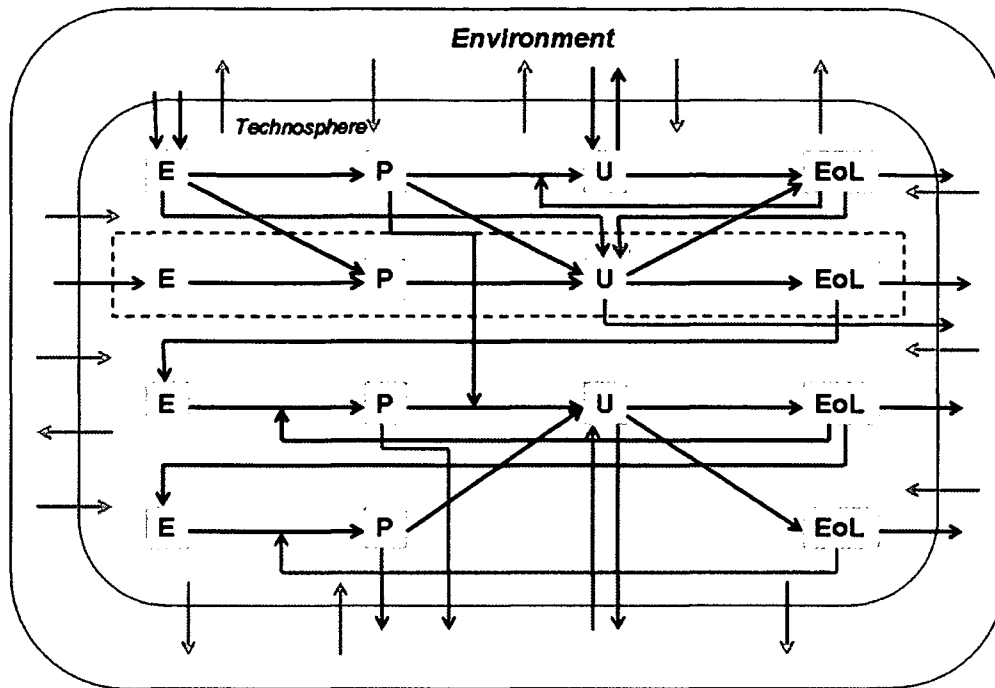 Environment
Technosphere
E P U EoL
E P U EoL
E P U EoL
E P EoL